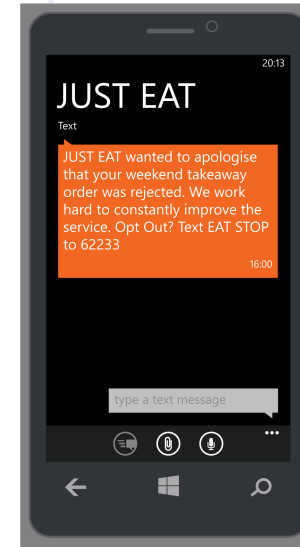 20:13
JUST EAT
Text
JUST EAT wanted to apologise
that your weekend takeaway
order was rejected. We work
hard to constantly improve the
service. Opt Out? Text EAT STOP
to 62233
16:00
type a text message